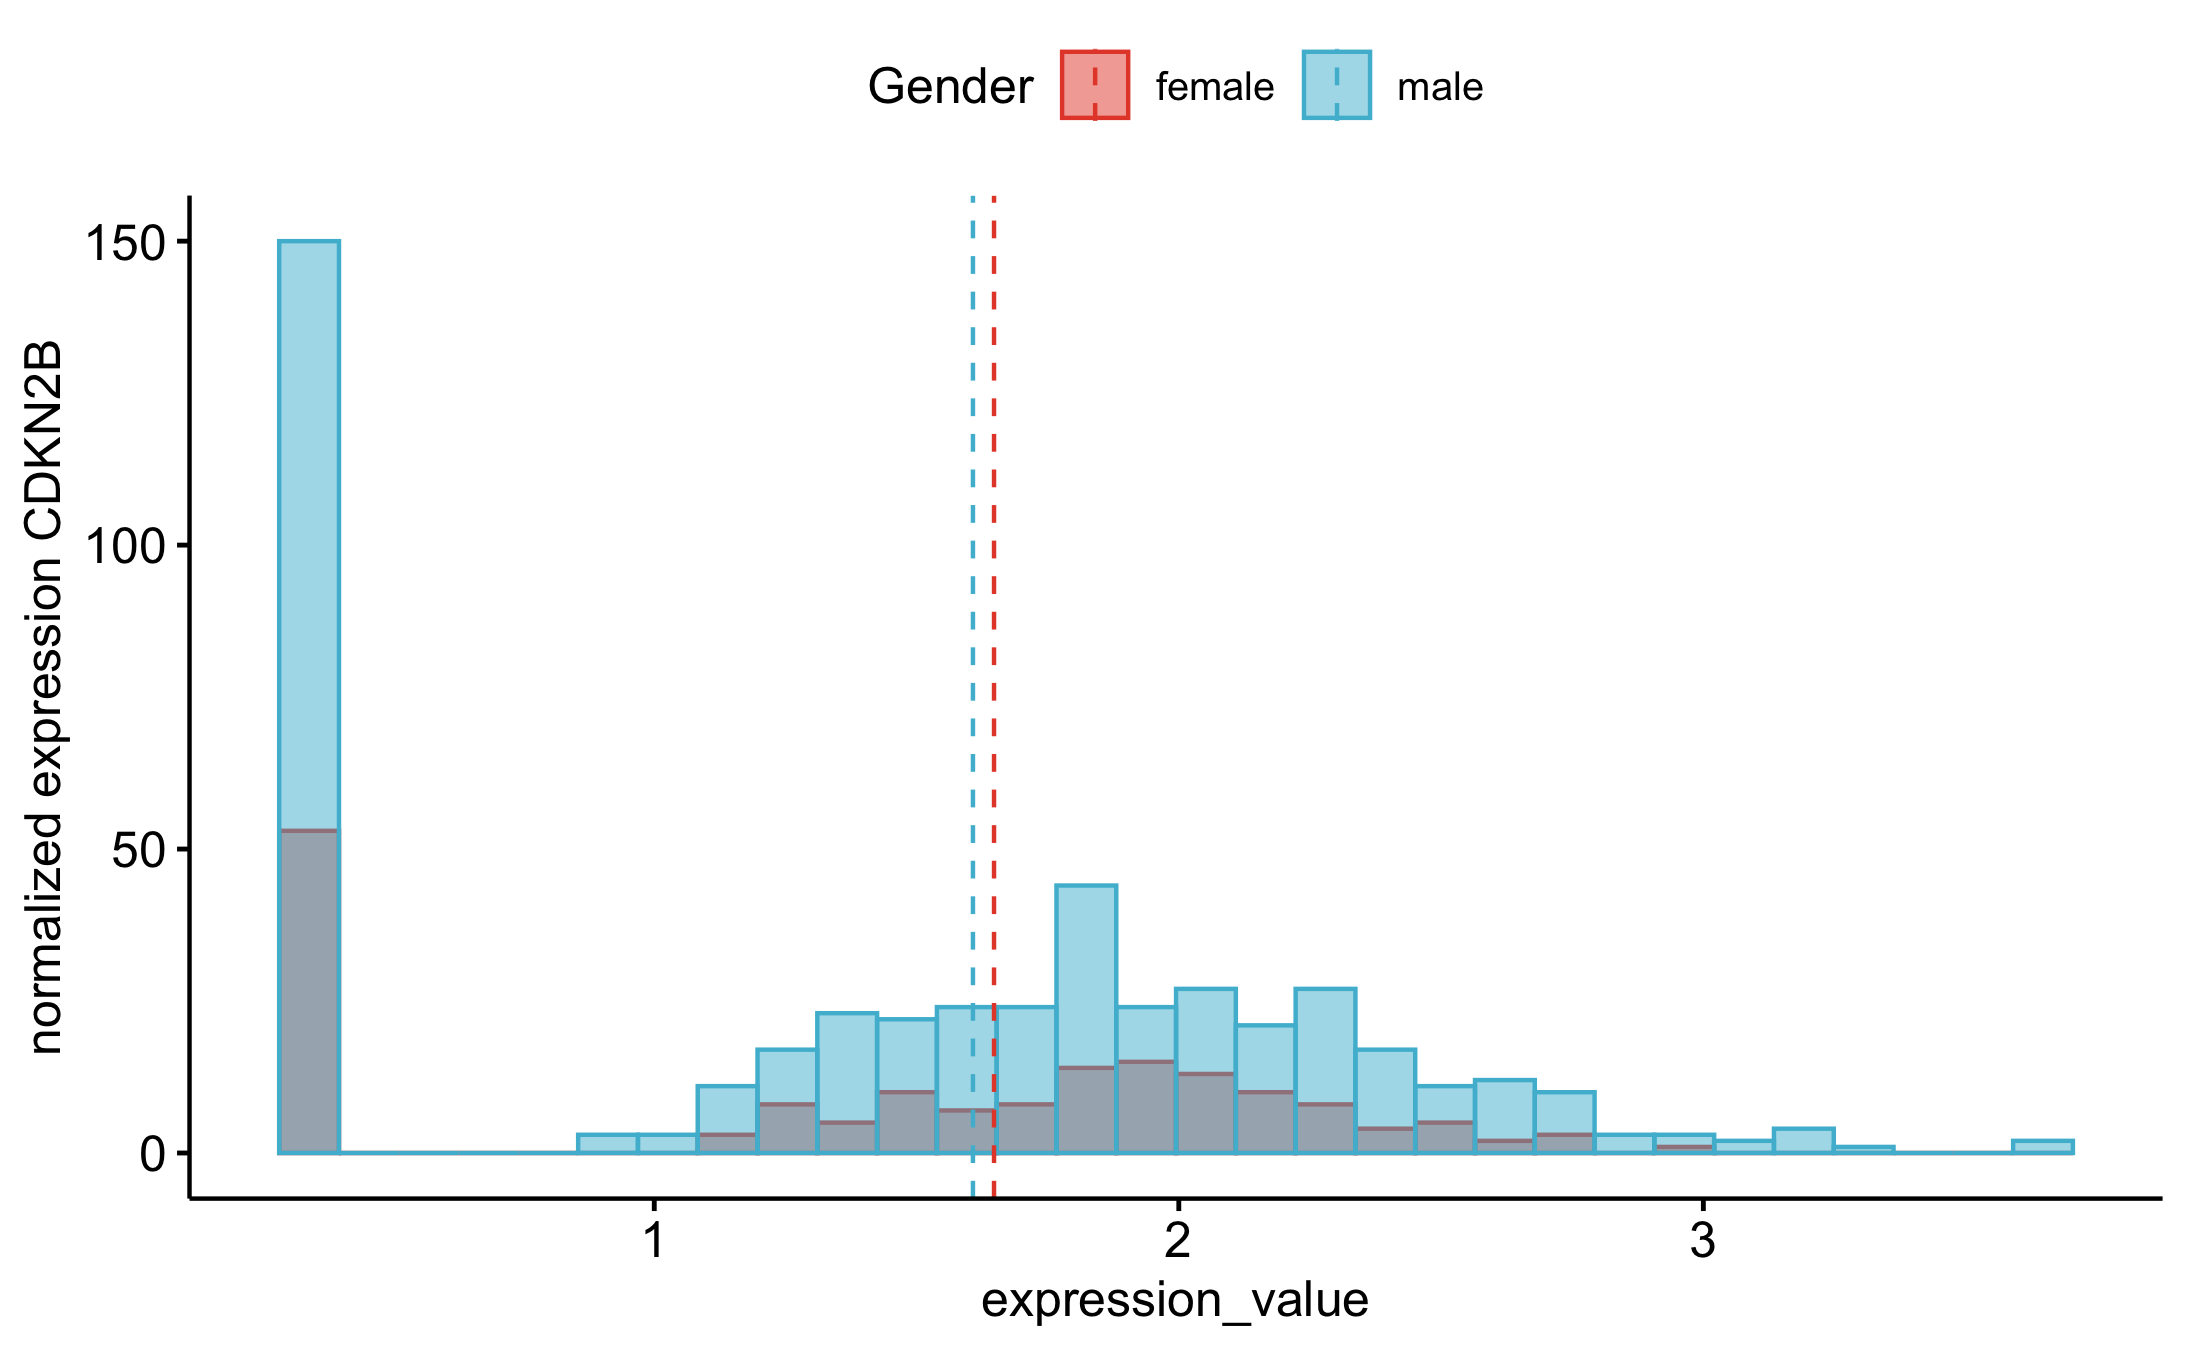 Gender female male
normalized expression CDKN2B
150
100
50
0
1 2 3
expression_value